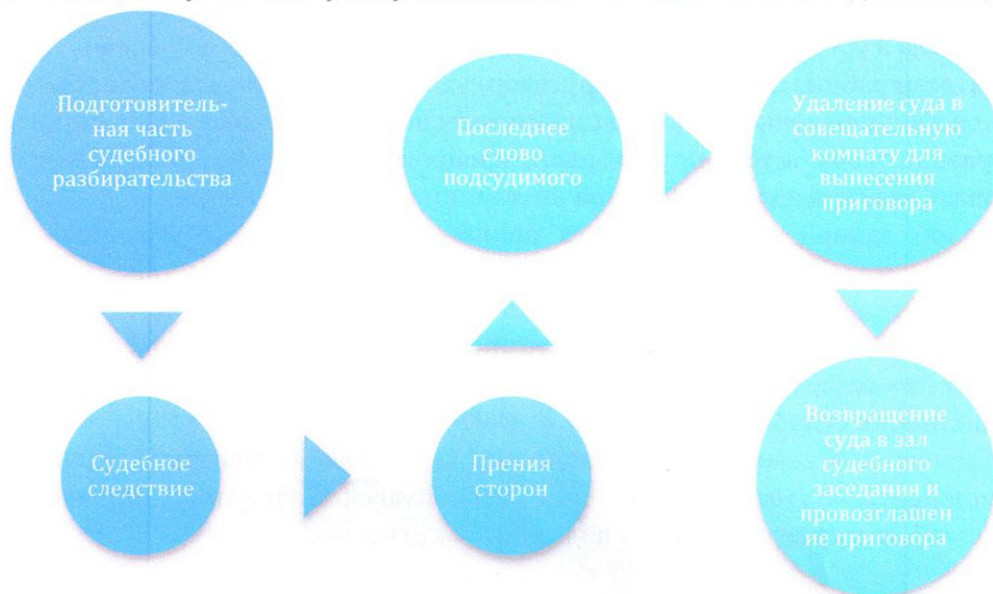 Подготовитель-
ная часть
судебного
разбирательства
Судебное
следствие
Прения
сторон
Последнее
слово
подсудимого
Удаление суда в
совещательную
комнату для
вынесения
приговора
Возвращение
суда в зал
судебного
заседания и
провозглашен
ие приговора